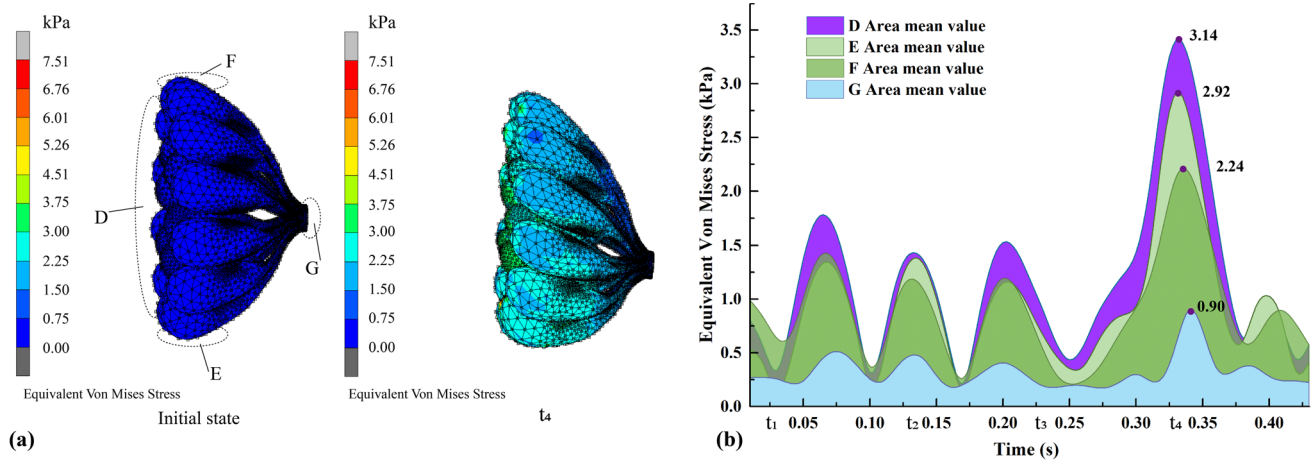 kPa
7.51
6.76
6.01
5.26
4.51
3.75
3.00
2.25
1.50
0.75
0.00
Equivalent Von Mises Stress
Initial state
D
E
F
G
(a)
kPa
7.51
6.76
6.01
5.26
4.51
3.75
3.00
2.25
1.50
0.75
0.00
Equivalent Von Mises Stress
t₄
D Area mean value
E Area mean value
F Area mean value
G Area mean value
3.14
2.92
2.24
0.90
Equivalent Von Mises Stress (kPa)
3.5
3.0
2.5
2.0
1.5
1.0
0.5
0.0
t₁ 0.05 0.10 t₂ 0.15 0.20 t₃ 0.25 0.30 t₄ 0.35 0.40
Time (s)
(b)